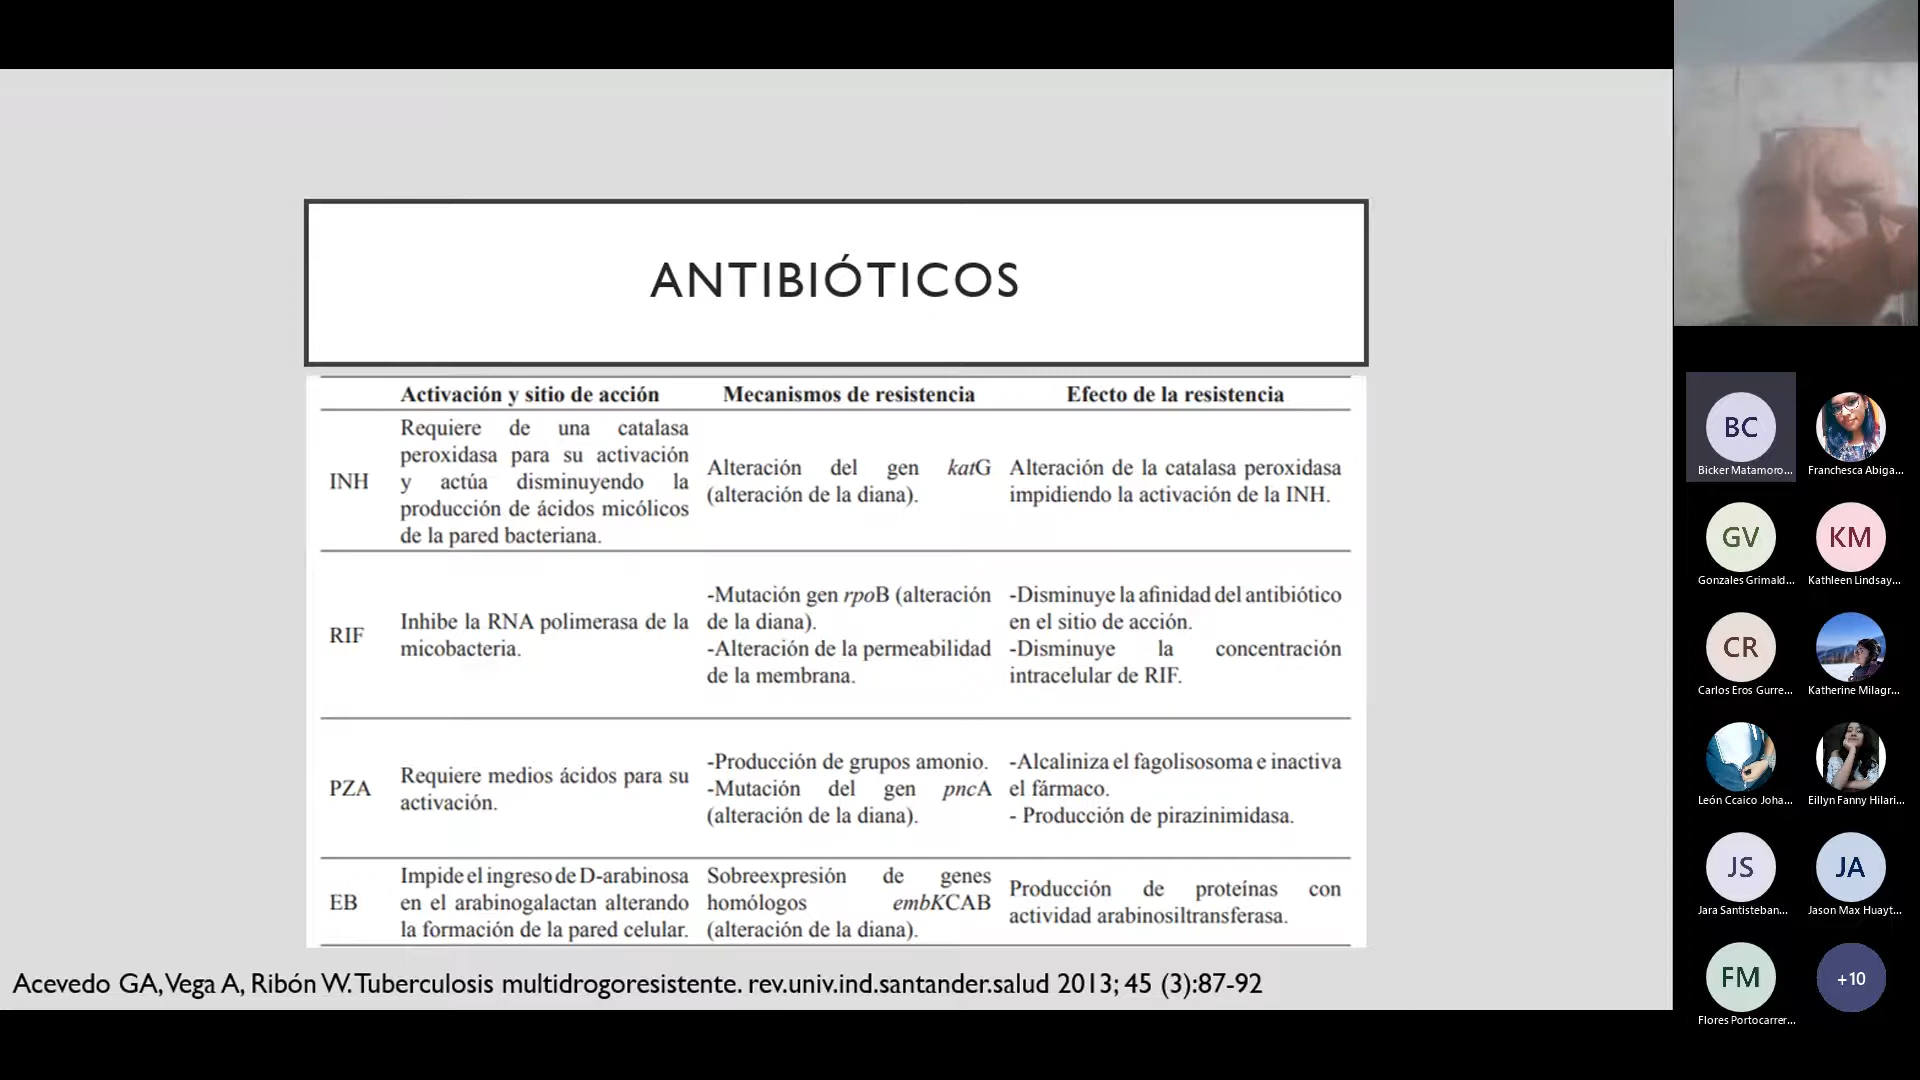 ANTIBIÓTICOS
Activación y sitio de acción Mecanismos de resistencia Efecto de la resistencia
INH
Requiere de una catalasa
peroxidasa para su activación
y actúa disminuyendo la
producción de ácidos micólicos
de la pared bacteriana.
Alteración del gen katG
(alteración de la diana).
Alteración de la catalasa peroxidasa
impidiendo la activación de la INH.
RIF
Inhibe la RNA polimerasa de la
micobacteria.
-Mutación gen rpoB (alteración
de la diana).
-Alteración de la permeabilidad
de la membrana.
-Disminuye la afinidad del antibiótico
en el sitio de acción.
-Disminuye la concentración
intracelular de RIF.
PZA
Requiere medios ácidos para su
activación.
-Producción de grupos amonio.
-Mutación del gen pncA
(alteración de la diana).
-Alcaliniza el fagolisosoma e inactiva
el fármaco.
- Producción de pirazinimidasa.
EB
Impide el ingreso de D-arabinosa
en el arabinogalactan alterando
la formación de la pared celular.
Sobreexpresión de genes
homólogos embKCAB
(alteración de la diana).
Producción de proteínas con
actividad arabinosiltransferasa.
Acevedo GA, Vega A, Ribón W. Tuberculosis multidrogoresistente. rev.univ.ind.santander.salud 2013; 45 (3):87-92
BC
Bicker Matamoro...
Franchesca Abiga...
GV
Gonzales Grimald...
KM
Kathleen Lindsay...
CR
Carlos Eros Gurre...
Katherine Milagr...
León Ccaico Joha...
Eillyn Fanny Hilari...
JS
Jara Santisteban...
JA
Jason Max Huayt...
FM
Flores Portocarrer...
+10